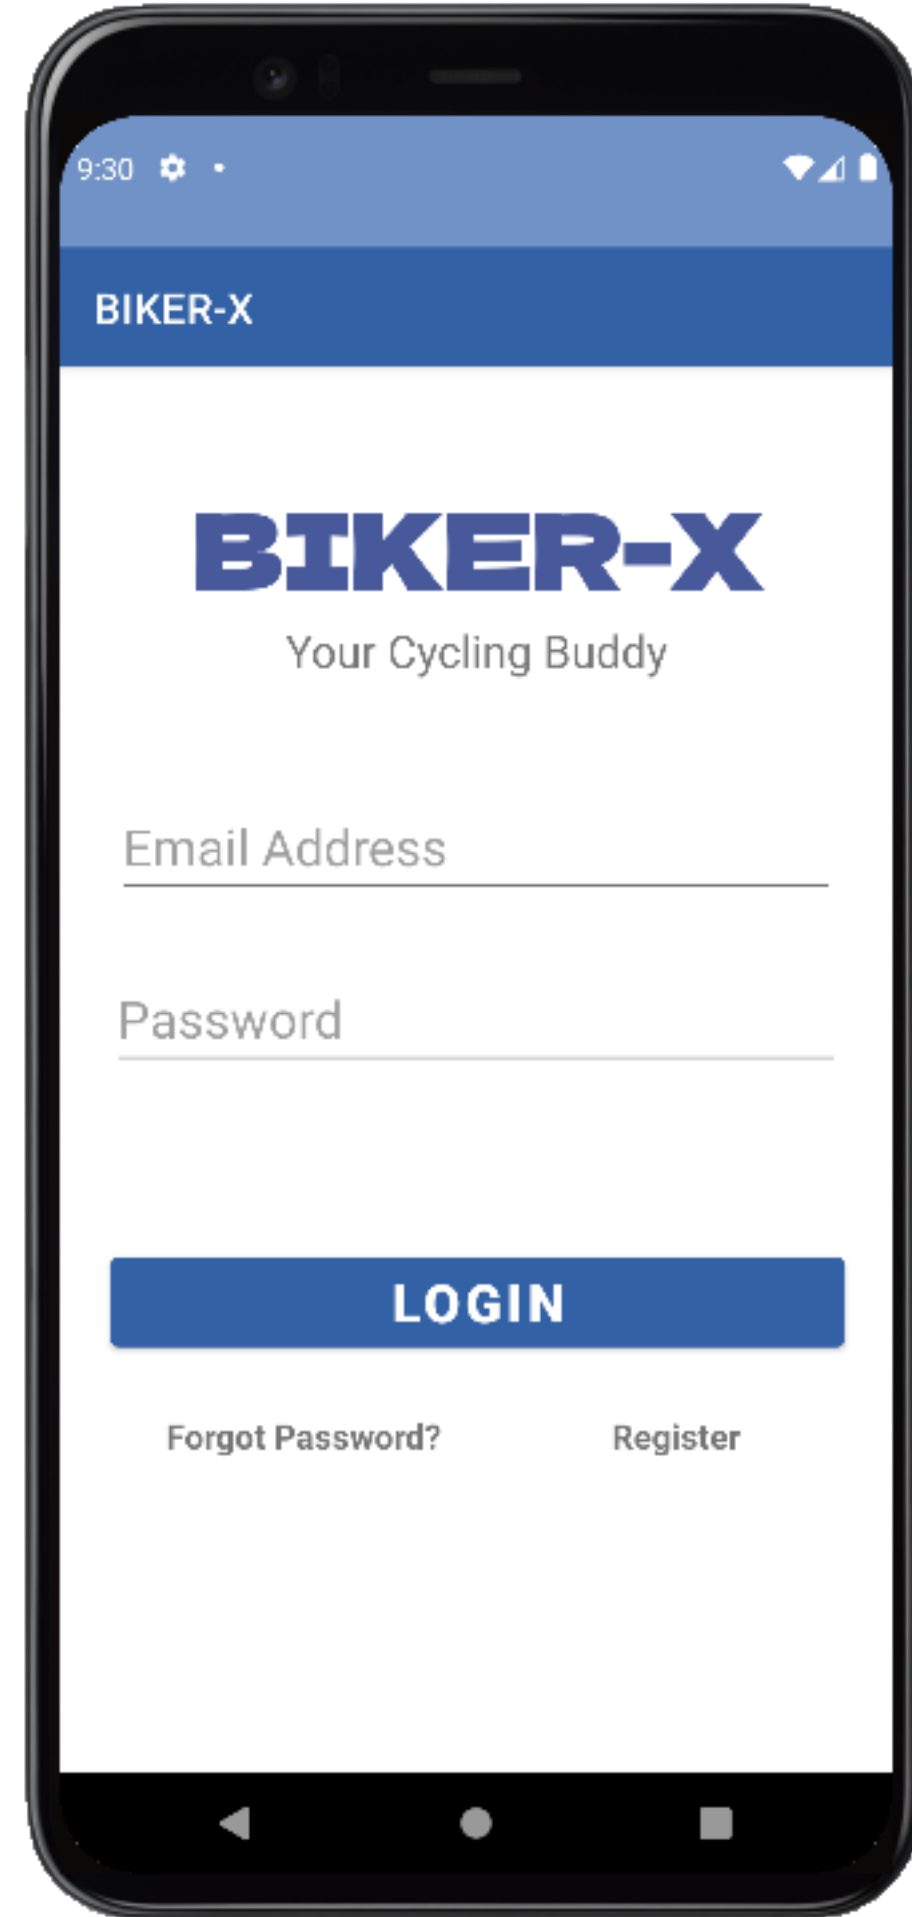 9:30
BIKER-X
BIKER-X
Your Cycling Buddy
Email Address
Password
LOGIN
Forgot Password? Register